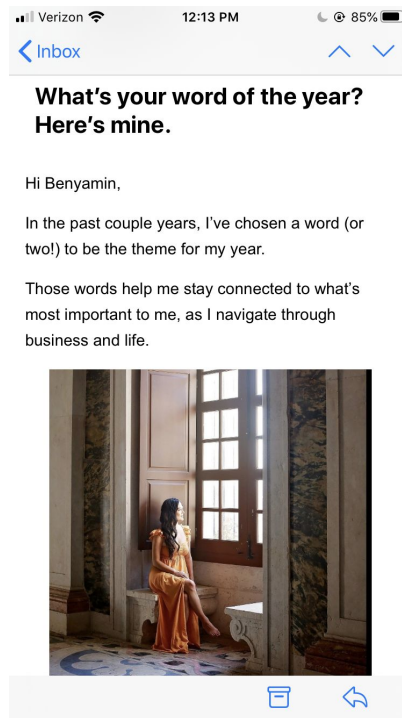 Verizon 12:13 PM 85%
Inbox
What's your word of the year?
Here's mine.
Hi Benyamin,
In the past couple years, I've chosen a word (or
two!) to be the theme for my year.
Those words help me stay connected to what's
most important to me, as I navigate through
business and life.